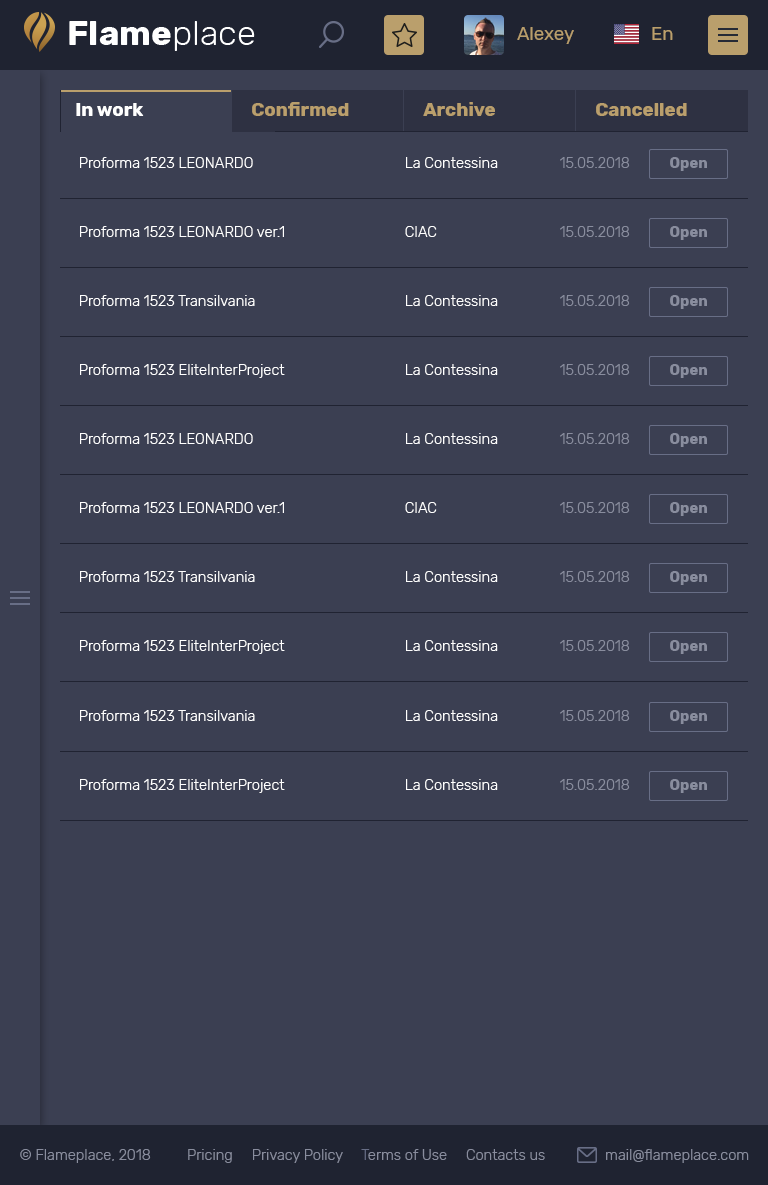 Flameplace Alexey En
In work Confirmed Archive Cancelled
Proforma 1523 LEONARDO La Contessina 15.05.2018 Open
Proforma 1523 LEONARDO ver.1 CIAC 15.05.2018 Open
Proforma 1523 Transilvania La Contessina 15.05.2018 Open
Proforma 1523 EliteInterProject La Contessina 15.05.2018 Open
Proforma 1523 LEONARDO La Contessina 15.05.2018 Open
Proforma 1523 LEONARDO ver.1 CIAC 15.05.2018 Open
Proforma 1523 Transilvania La Contessina 15.05.2018 Open
Proforma 1523 EliteInterProject La Contessina 15.05.2018 Open
Proforma 1523 Transilvania La Contessina 15.05.2018 Open
Proforma 1523 EliteInterProject La Contessina 15.05.2018 Open
© Flameplace, 2018 Pricing Privacy Policy Terms of Use Contacts us mail@flameplace.com